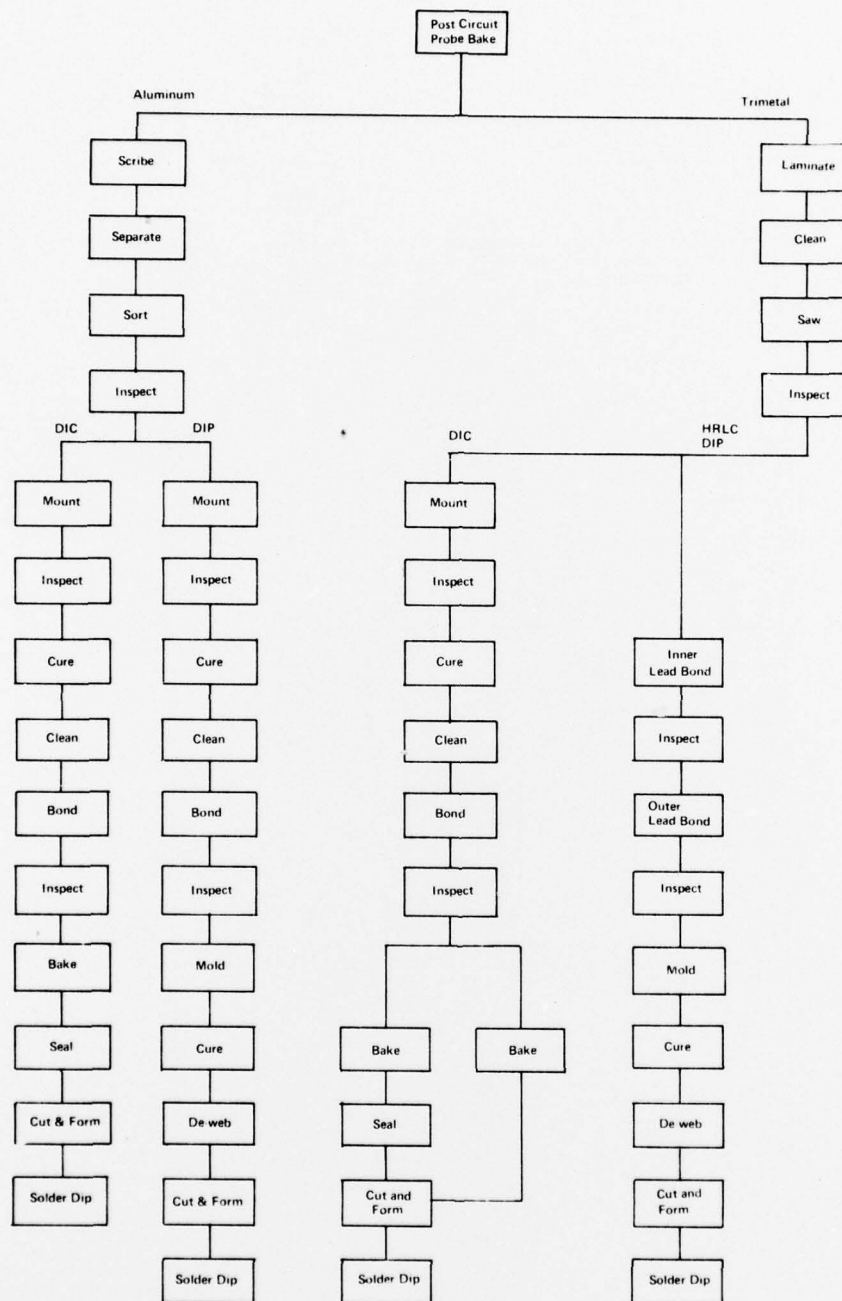 Post Circuit
Probe Bake
Aluminum
Trimetal
Scribe
Separate
Sort
Inspect
DIC
DIP
Mount
Inspect
Cure
Clean
Bond
Inspect
Bake
Seal
Cut & Form
Solder Dip
Mount
Inspect
Cure
Clean
Bond
Inspect
Mold
Cure
De web
Cut & Form
Solder Dip
Laminate
Clean
Saw
Inspect
DIC
HRLC
DIP
Mount
Inspect
Cure
Clean
Bond
Inspect
Bake
Seal
Cut and
Form
Solder Dip
Bake
Inner
Lead Bond
Inspect
Outer
Lead Bond
Inspect
Mold
Cure
De web
Cut and
Form
Solder Dip